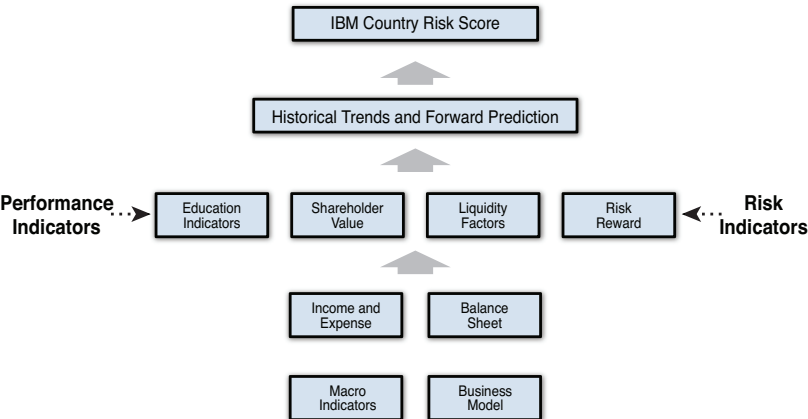 IBM Country Risk Score
Historical Trends and Forward Prediction
Performance
Indicators
Education
Indicators
Shareholder
Value
Liquidity
Factors
Risk
Reward
Risk
Indicators
Income and
Expense
Balance
Sheet
Macro
Indicators
Business
Model